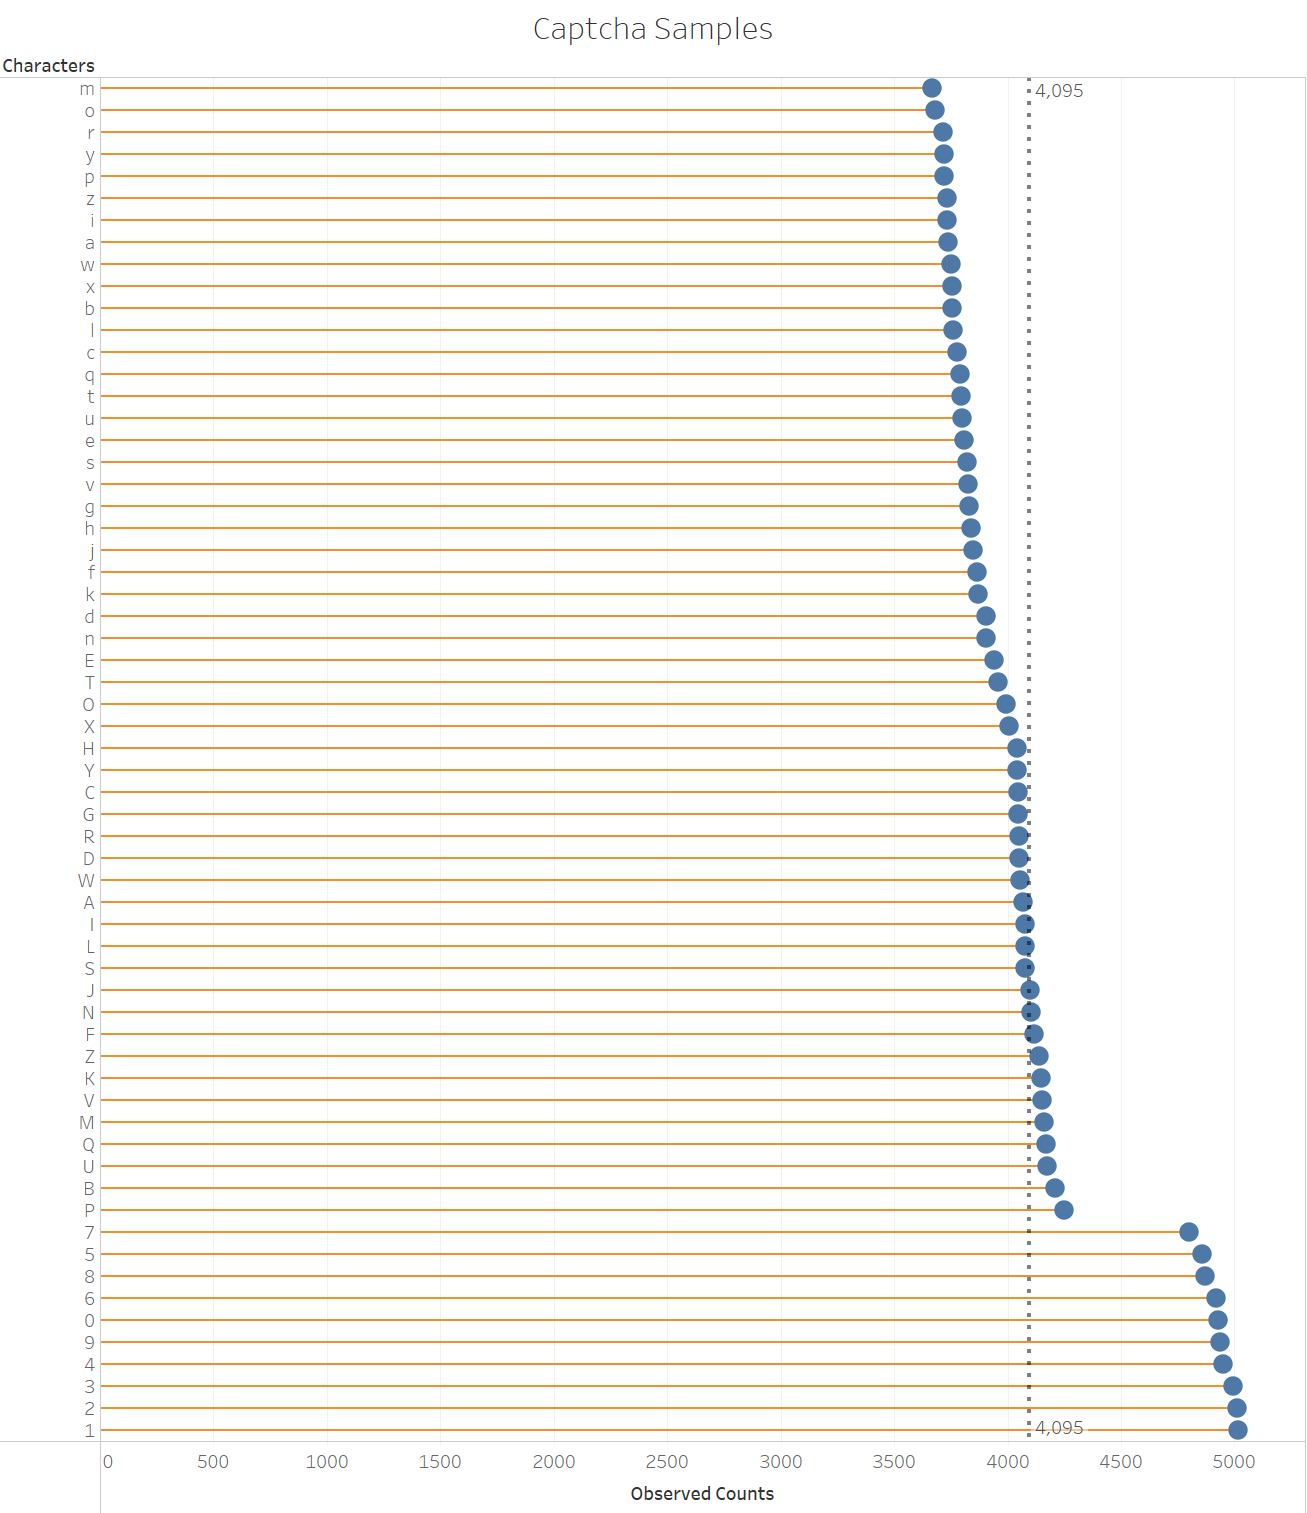 Captcha Samples
Characters
m
4,095
o
r
y
p
z
i
a
w
x
b
l
c
q
t
u
e
s
v
g
h
j
f
k
d
n
E
T
O
X
H
Y
C
G
R
D
W
A
I
L
S
J
N
F
Z
K
V
M
Q
U
B
P
7
5
8
6
0
9
4
3
2
1
4,095
0 500 1000 1500 2000 2500 3000 3500 4000 4500 5000
Observed Counts